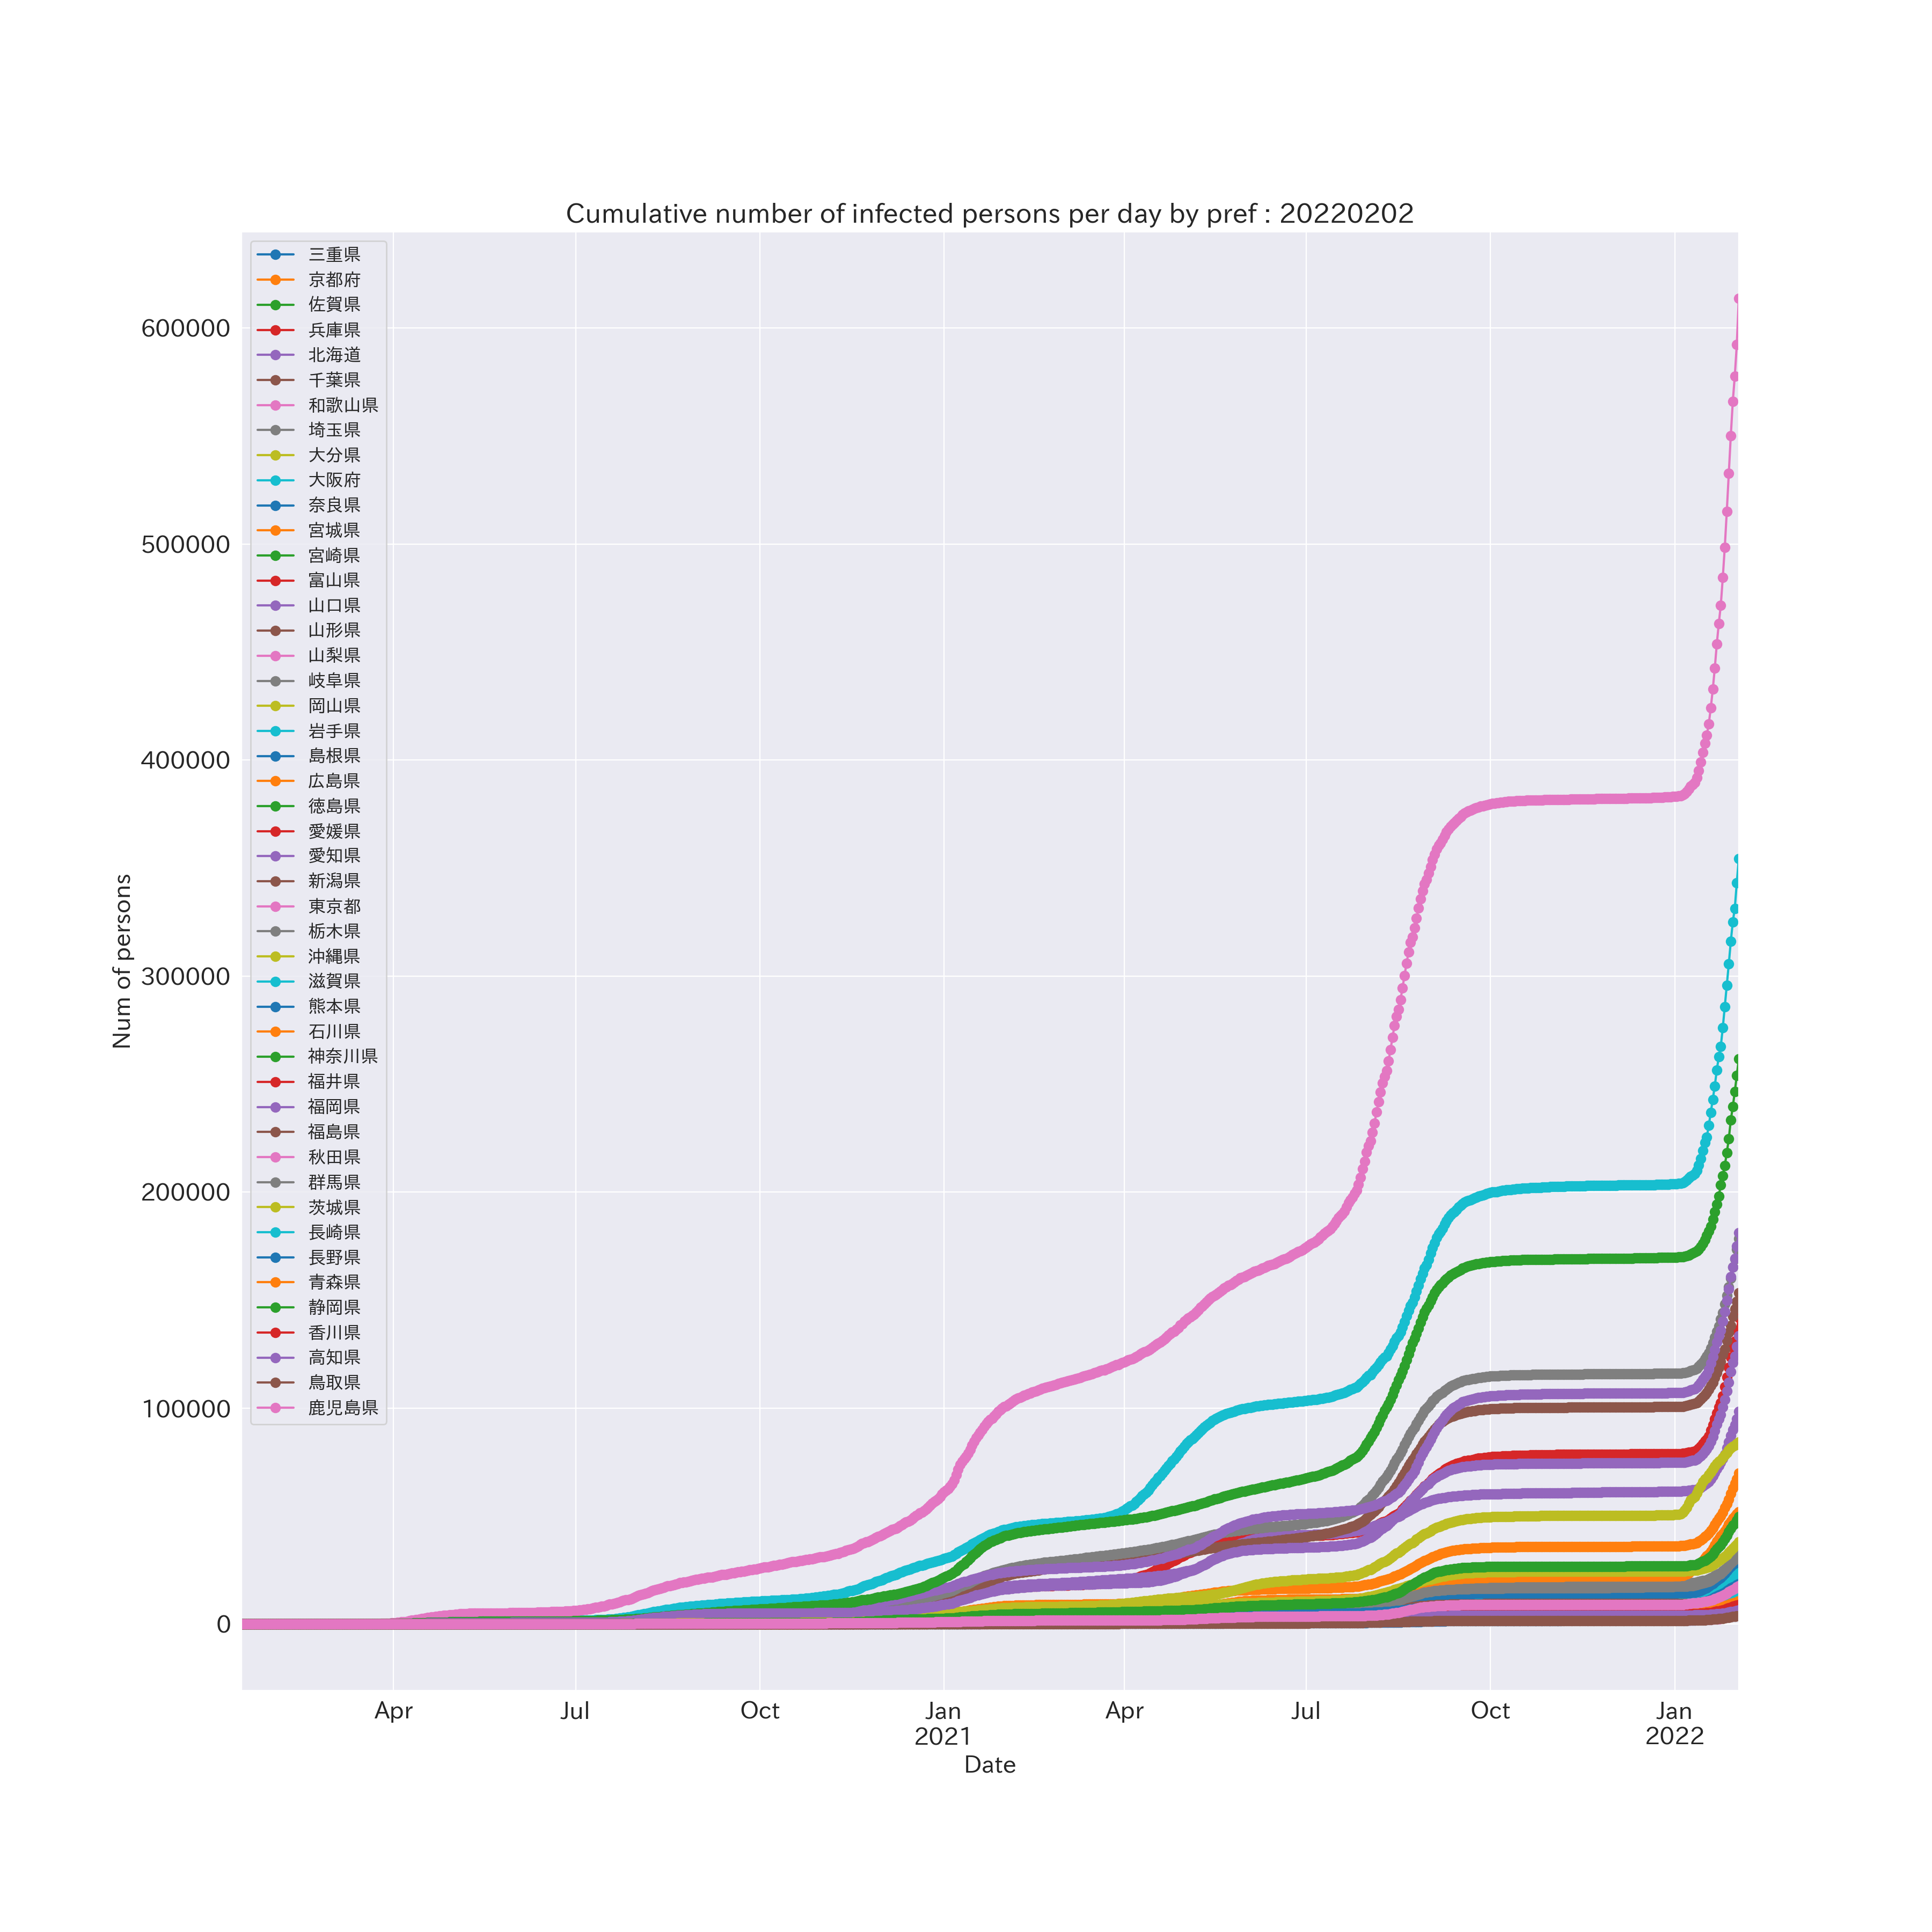 Cumulative number of infected persons per day by pref : 20220202
三重県
京都府
佐賀県
兵庫県
北海道
千葉県
和歌山県
埼玉県
大分県
大阪府
奈良県
宮城県
宮崎県
富山県
山口県
山形県
山梨県
岐阜県
岡山県
岩手県
島根県
広島県
徳島県
愛媛県
愛知県
新潟県
東京都
栃木県
沖縄県
滋賀県
熊本県
石川県
神奈川県
福井県
福岡県
福島県
秋田県
群馬県
茨城県
長崎県
長野県
青森県
静岡県
香川県
高知県
鳥取県
鹿児島県
600000
500000
400000
300000
200000
100000
0
Num of persons
Apr
Jul
Oct
Jan
2021
Apr
Jul
Oct
Jan
2022
Date